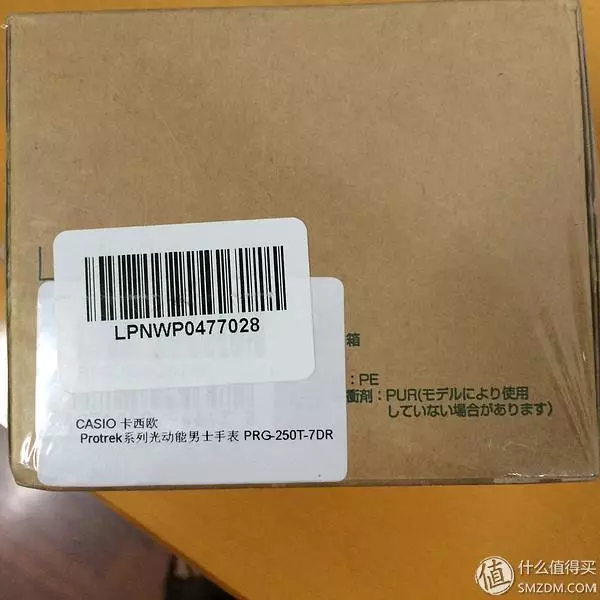 LPNWP0477028
箱
：PE
衝剤：PUR(モデルにより使用
していない場合があります)
CASIO 卡西欧
Protrek系列光动能男士手表 PRG-250T-7DR
值 什么值得买
SMZDM.COM